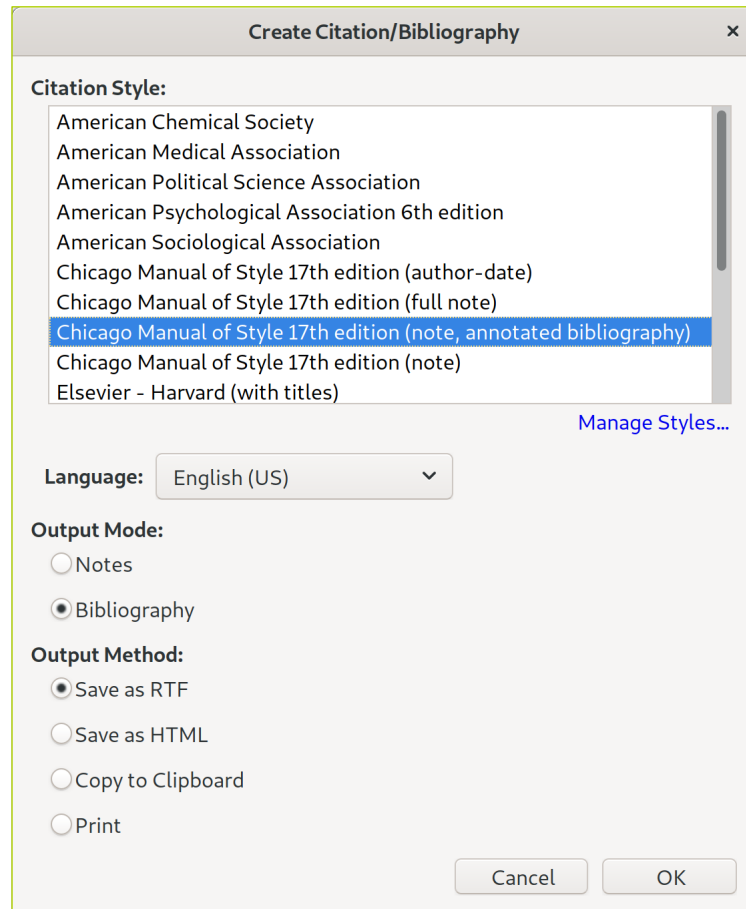 Create Citation/Bibliography ×
Citation Style:
American Chemical Society
American Medical Association
American Political Science Association
American Psychological Association 6th edition
American Sociological Association
Chicago Manual of Style 17th edition (author-date)
Chicago Manual of Style 17th edition (full note)
Chicago Manual of Style 17th edition (note, annotated bibliography)
Chicago Manual of Style 17th edition (note)
Elsevier - Harvard (with titles)
Manage Styles...
Language: English (US)
Output Mode:
Notes
Bibliography
Output Method:
Save as RTF
Save as HTML
Copy to Clipboard
Print
Cancel OK